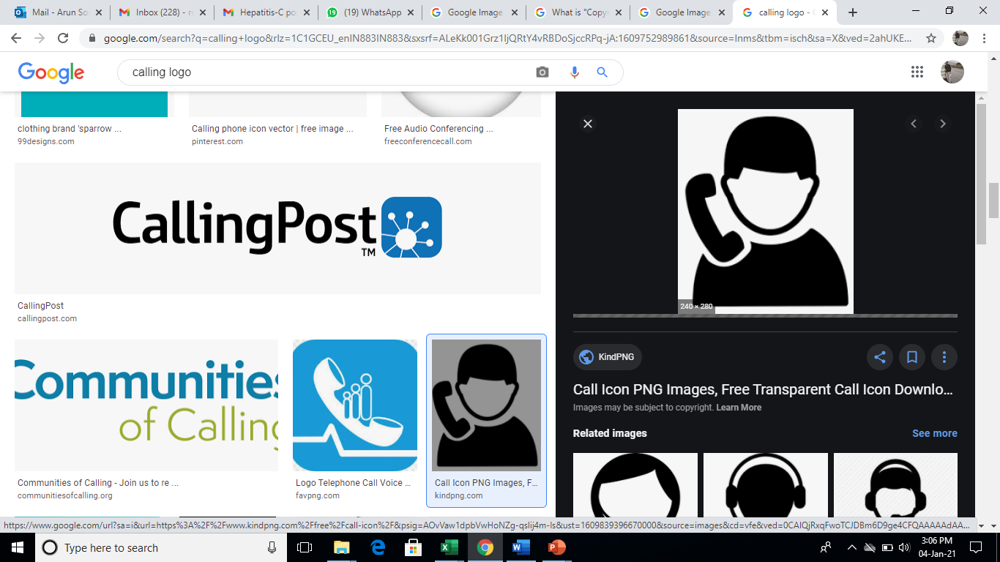 Mail - Arun So
Inbox (228) - r
Hepatitis-C po
(19) WhatsApp
Google Image
What is "Copy
Google Image
calling logo - G
google.com/search?q=calling+logo&rlz=1C1GCEU_enIN883IN883&sxsrf=ALeKk001Grz1IjQRtY4vRBDoSjccRPq-jA:1609752989861&source=lnms&tbm=isch&sa=X&ved=2ahUKE...
Google
calling logo
clothing brand 'sparrow ...
99designs.com
Calling phone icon vector | free image ...
pinterest.com
Free Audio Conferencing ...
freeconferencecall.com
CallingPost
TM
CallingPost
callingpost.com
Communities
of Calling
Communities of Calling - Join us to re ...
communitiesofcalling.org
Logo Telephone Call Voice ...
favpng.com
Call Icon PNG Images, F...
kindpng.com
240 × 280
KindPNG
Call Icon PNG Images, Free Transparent Call Icon Downlo...
Images may be subject to copyright. Learn More
Related images
See more
https://www.google.com/url?sa=i&url=https%3A%2F%2Fwww.kindpng.com%2Ffree%2Fcall-icon%2F&psig=AOvVaw1dpbVwHoNZg-qslij4m-ls&ust=1609839396670000&source=images&cd=vfe&ved=0CAIQjRxqFwoTCJDBm6D9ge4CFQAAAAAdAA...
Type here to search
3:06 PM
04-Jan-21